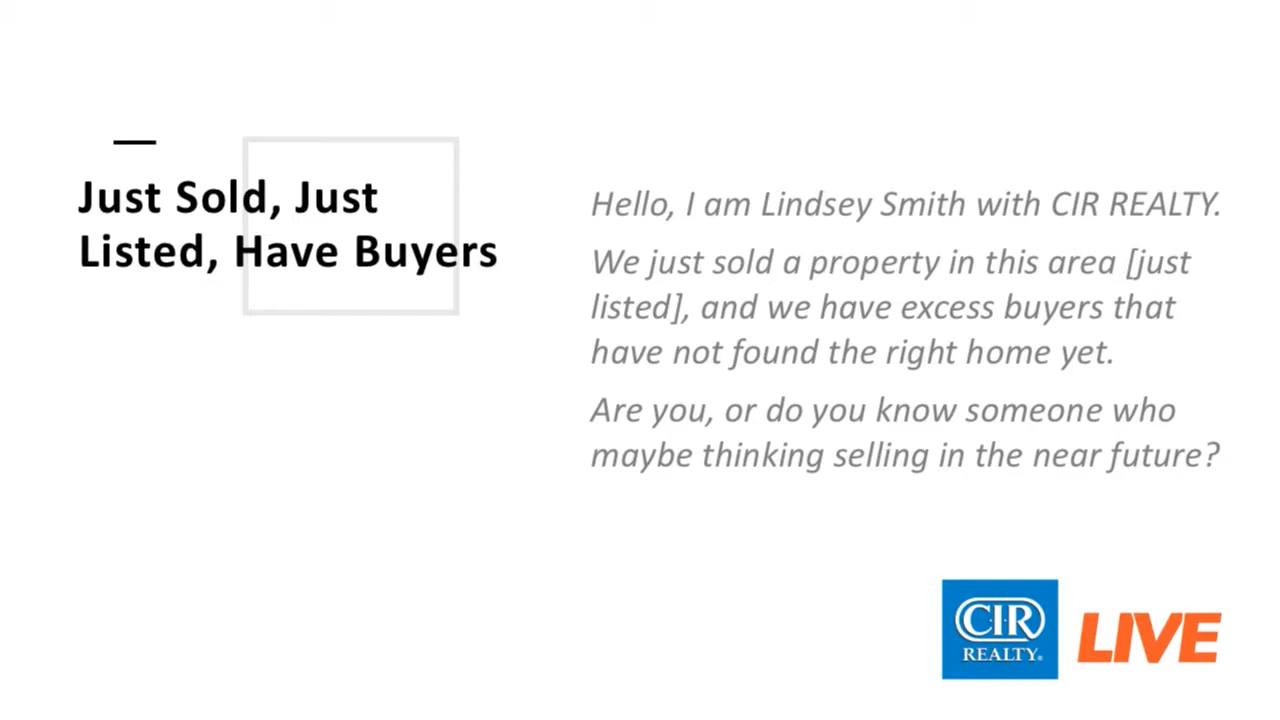 Just Sold, Just
Listed, Have Buyers
Hello, I am Lindsey Smith with CIR REALTY.
We just sold a property in this area [just
listed], and we have excess buyers that
have not found the right home yet.
Are you, or do you know someone who
maybe thinking selling in the near future?
CIR
REALTY®
LIVE